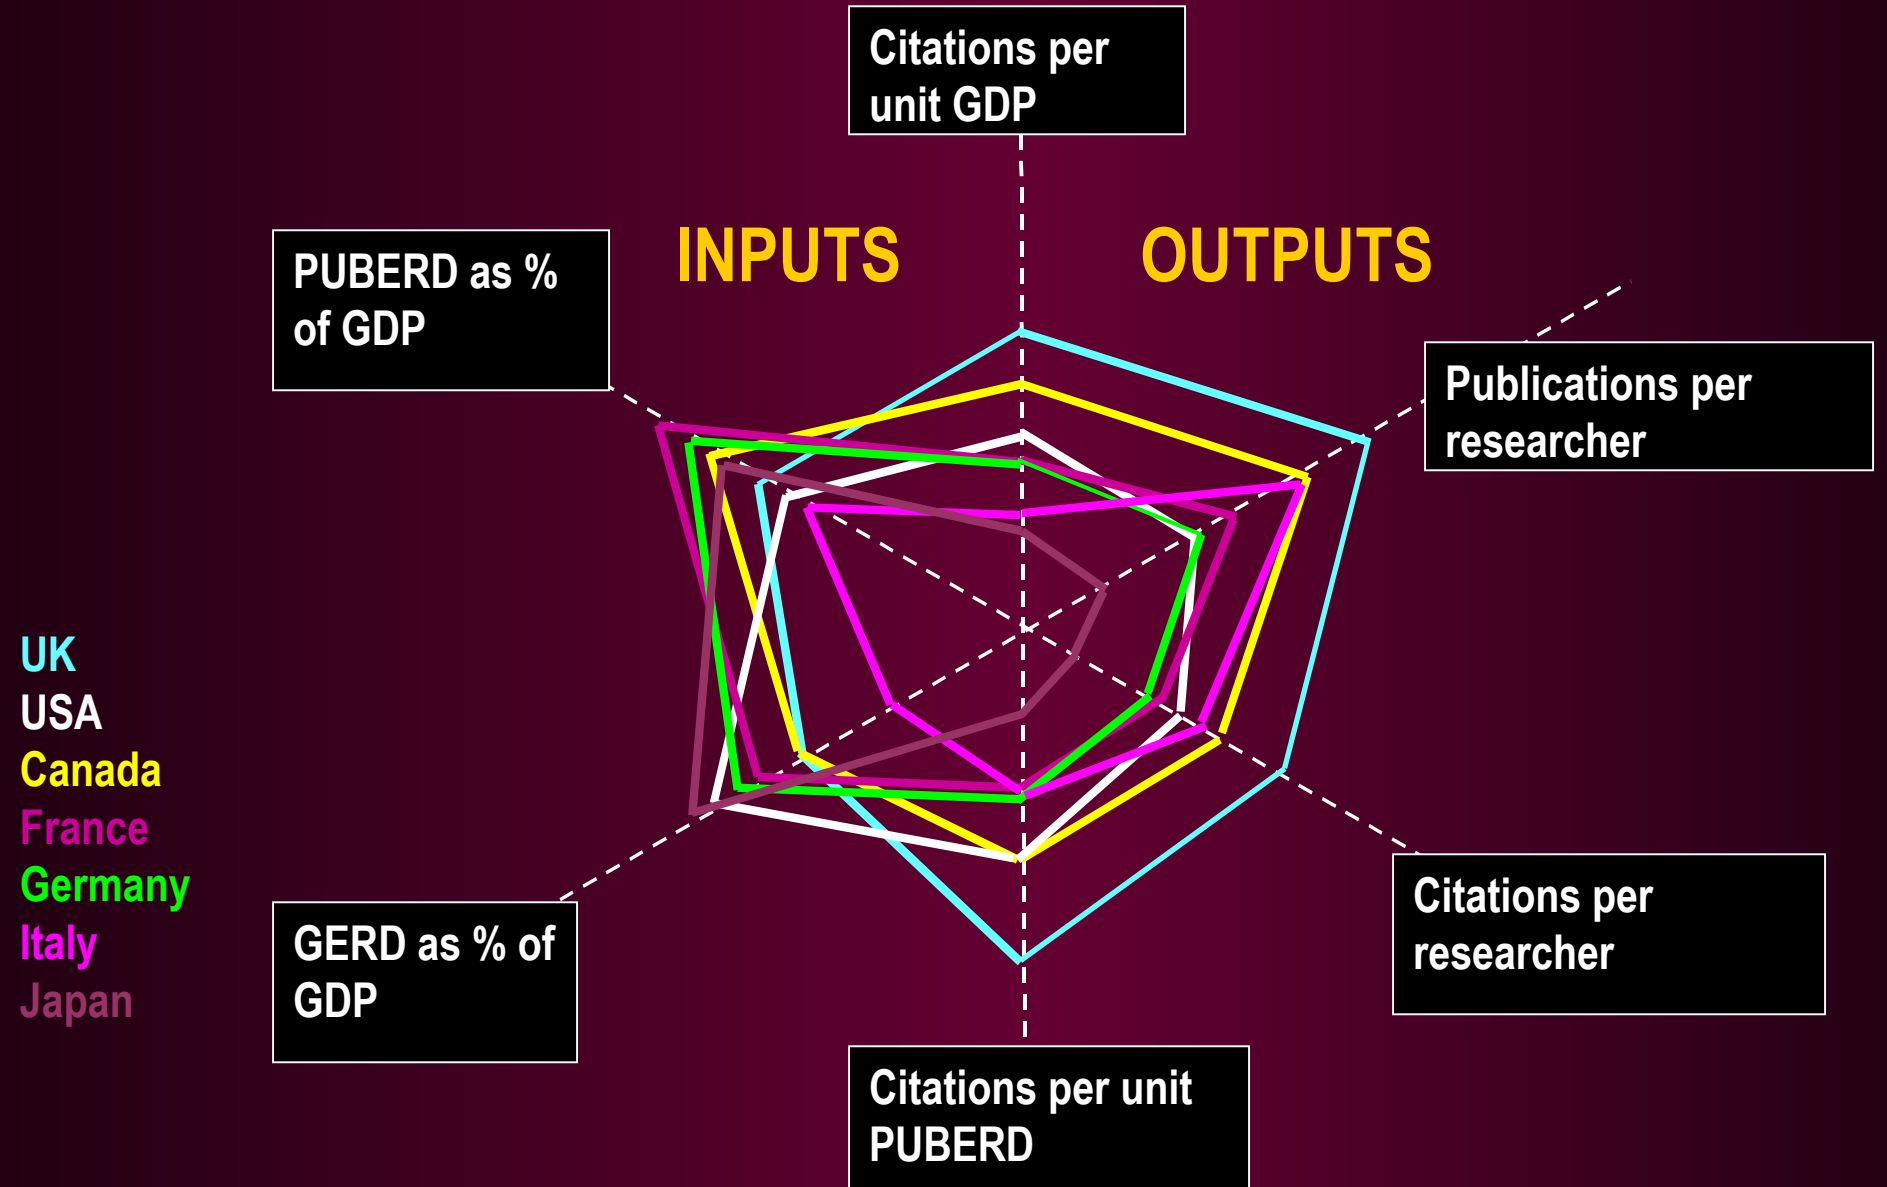 Citations per
unit GDP
INPUTS
OUTPUTS
PUBERD as %
of GDP
Publications per
researcher
UK
USA
Canada
France
Germany
Italy
Japan
GERD as % of
GDP
Citations per
researcher
Citations per unit
PUBERD